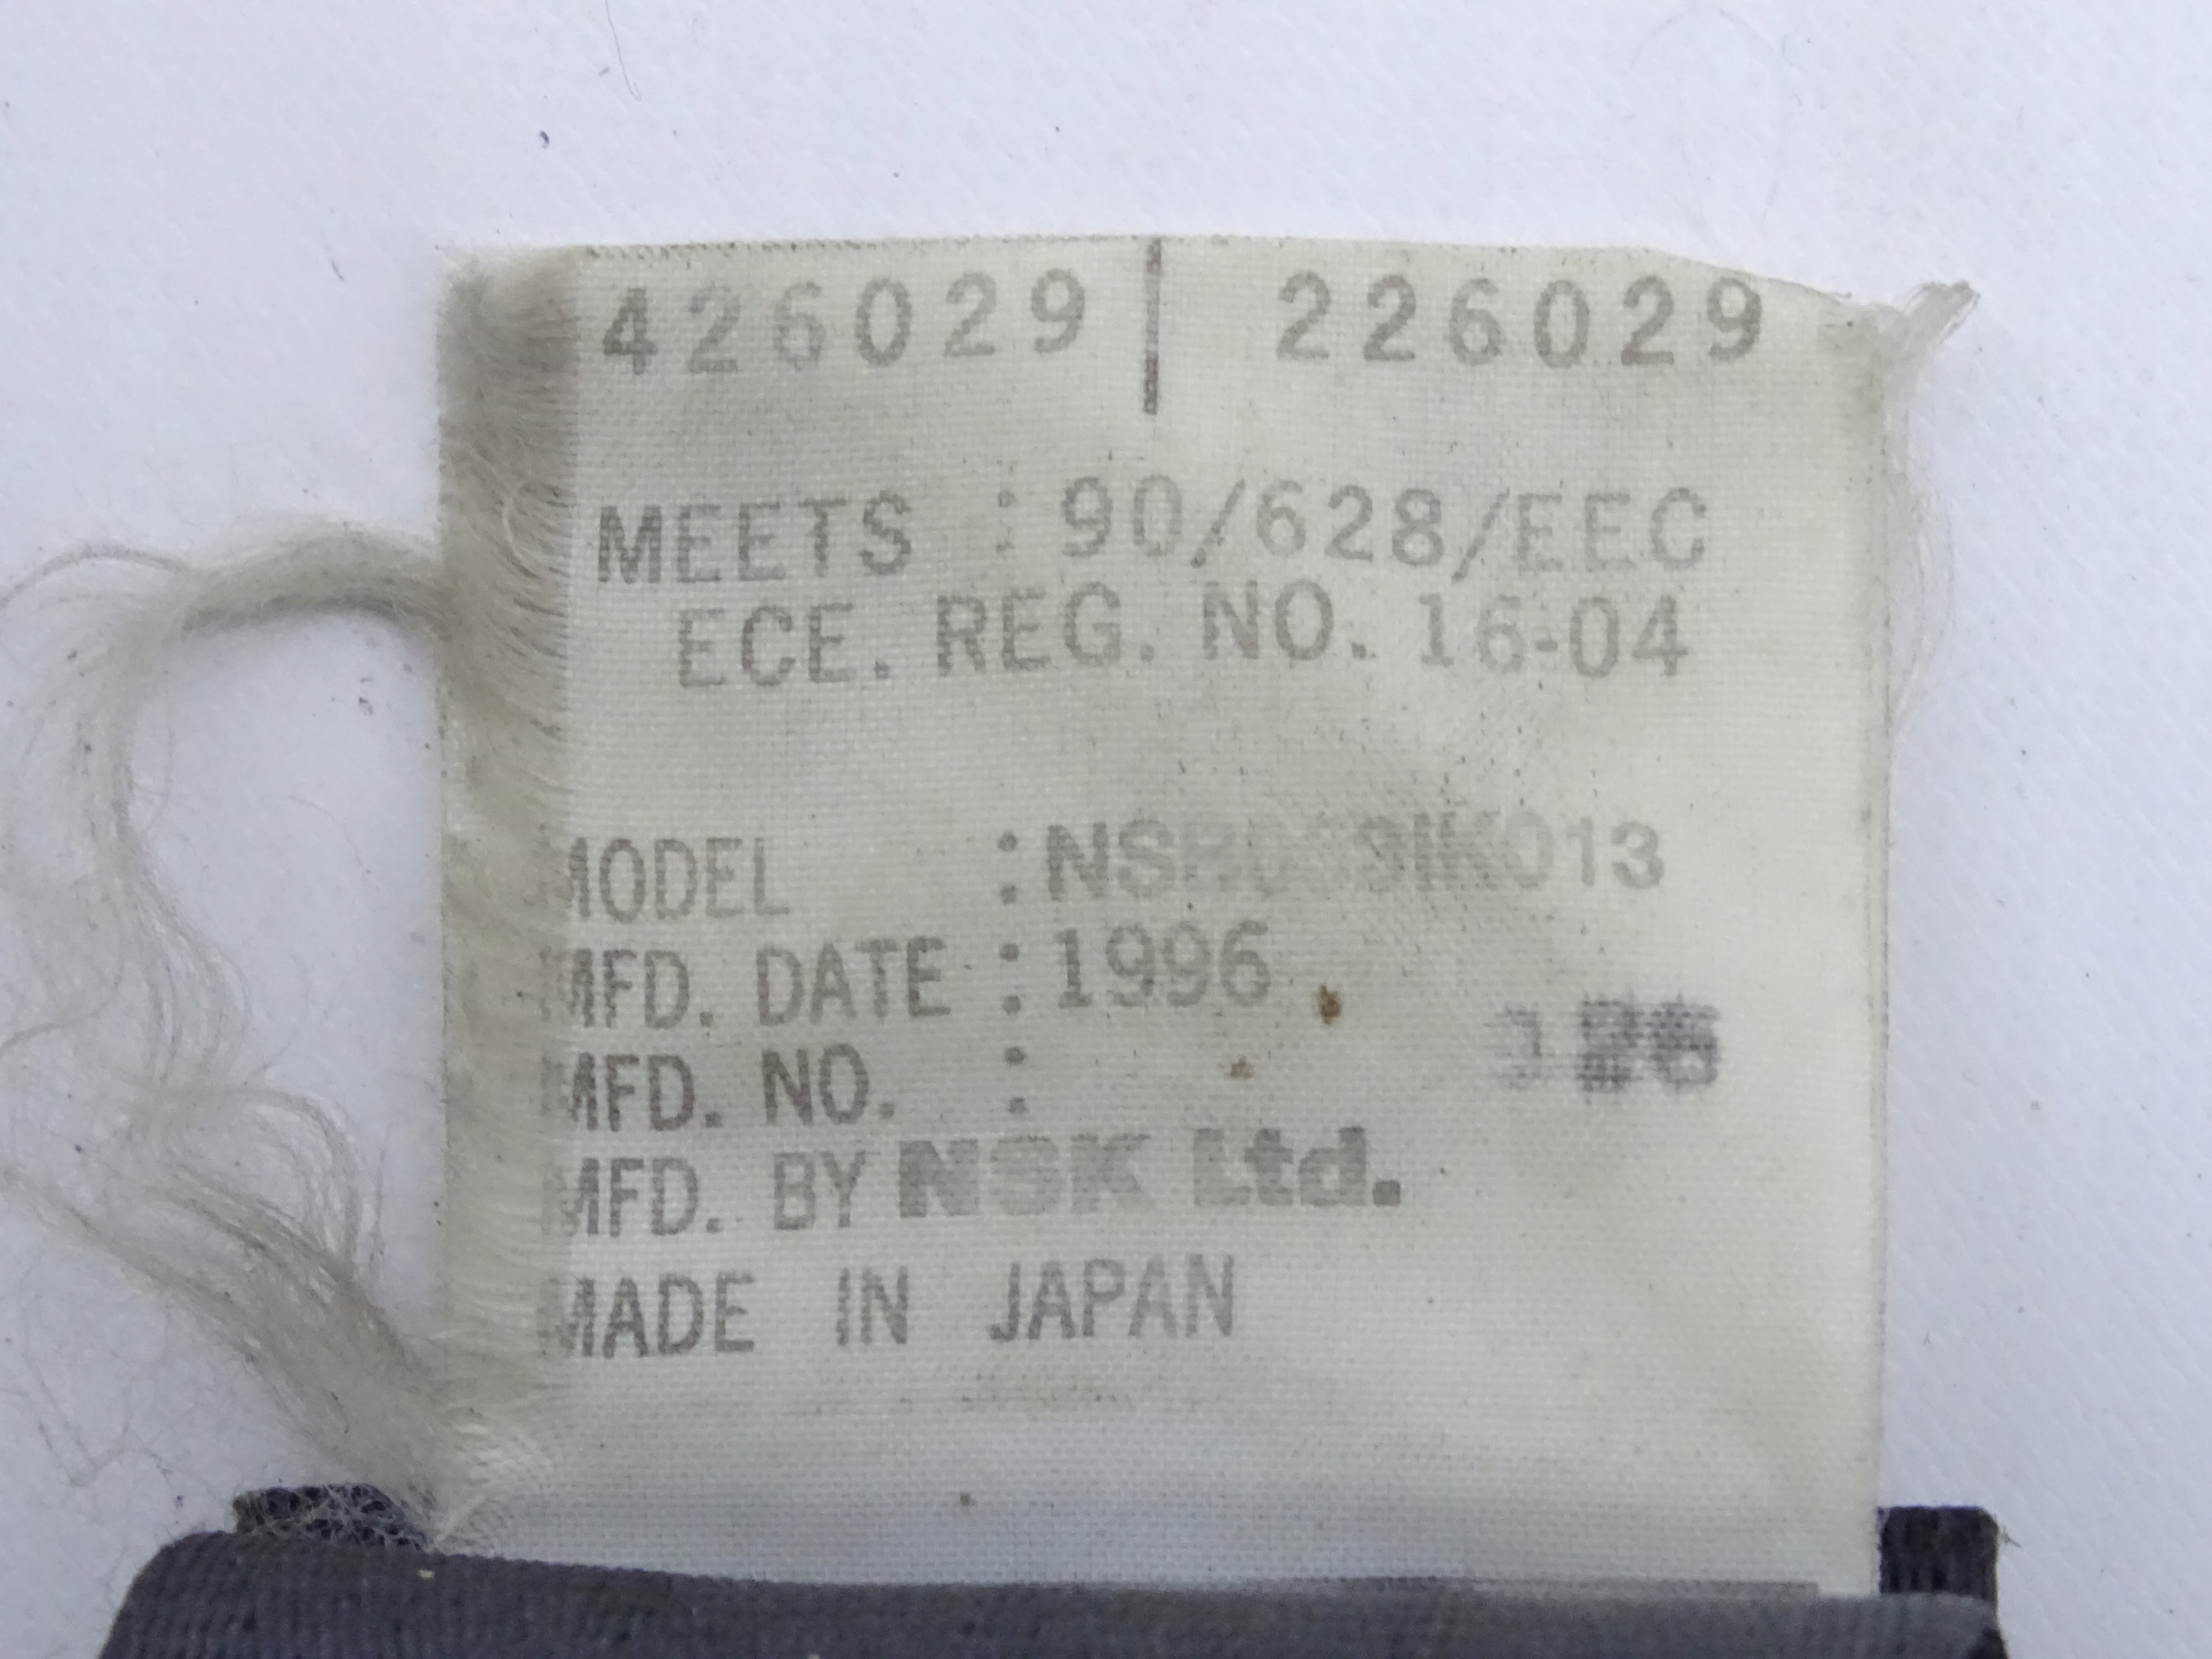 426029 | 226029
MEETS : 90/628/EEC
ECE. REG. NO. 16-04
MODEL :
MFD. DATE : 1996
MFD. NO. :
MFD. BY NSK Ltd.
MADE IN JAPAN